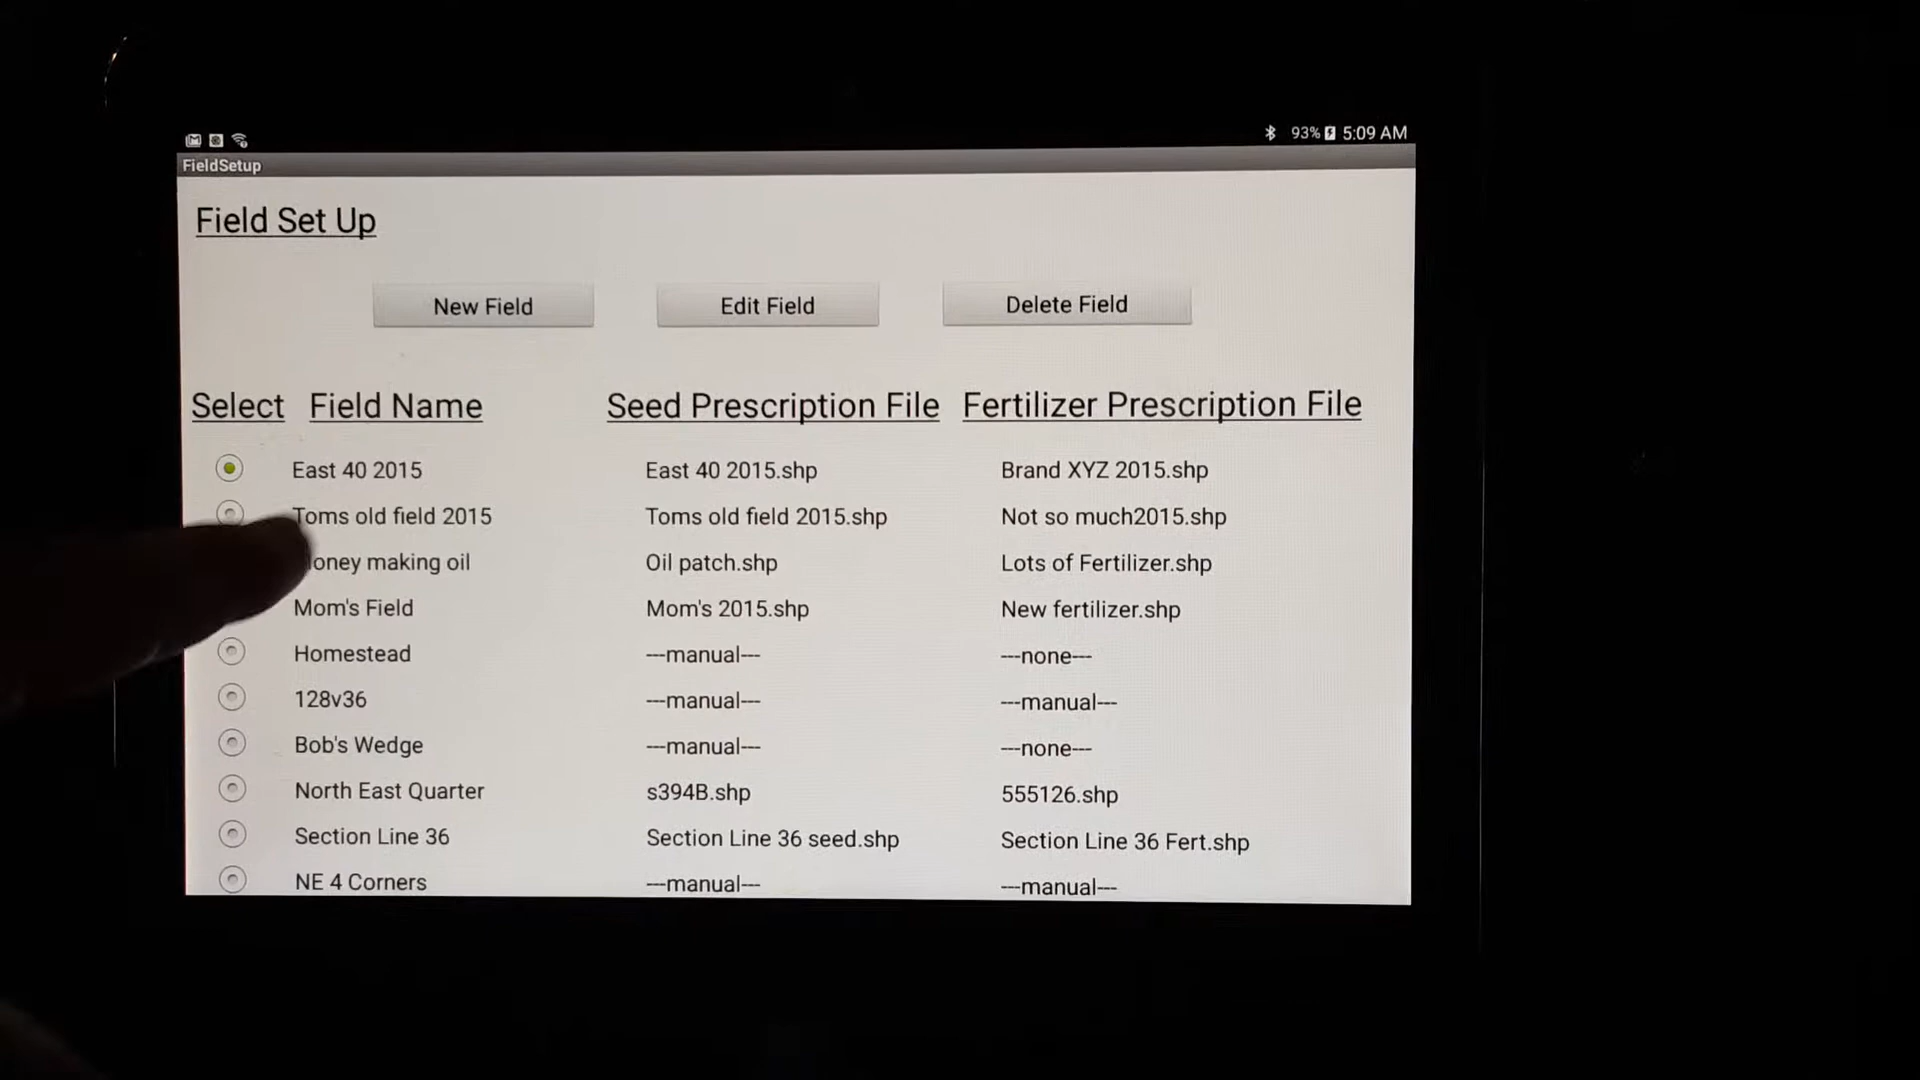 93% 5:09 AM
FieldSetup
Field Set Up
New Field Edit Field Delete Field
Select Field Name Seed Prescription File Fertilizer Prescription File
East 40 2015 East 40 2015.shp Brand XYZ 2015.shp
Toms old field 2015 Toms old field 2015.shp Not so much2015.shp
oney making oil Oil patch.shp Lots of Fertilizer.shp
Mom's Field Mom's 2015.shp New fertilizer.shp
Homestead ---manual--- ---none---
128v36 ---manual--- ---manual---
Bob's Wedge ---manual--- ---none---
North East Quarter s394B.shp 555126.shp
Section Line 36 Section Line 36 seed.shp Section Line 36 Fert.shp
NE 4 Corners ---manual--- ---manual---